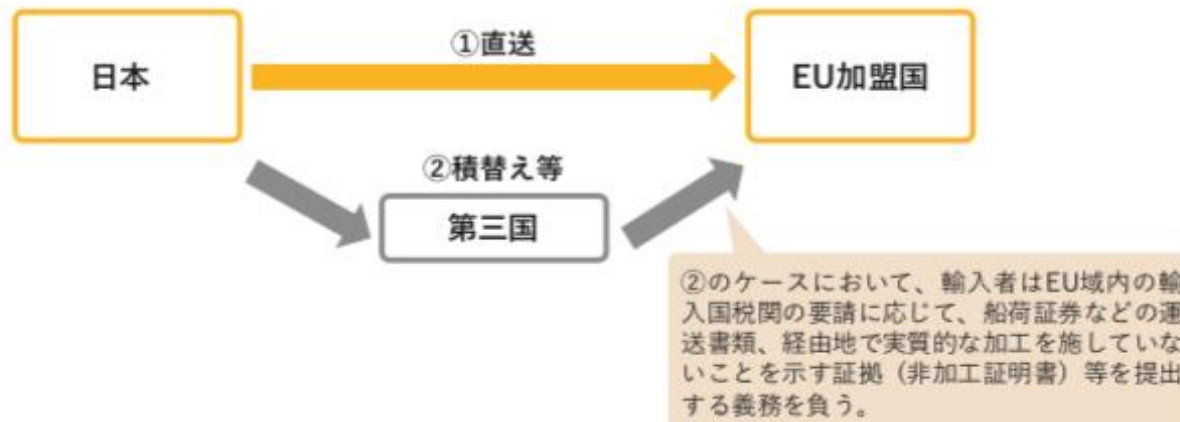 ①直送
日本
EU加盟国
②積替え等
第三国
②のケースにおいて、輸入者はEU域内の輸
入国税関の要請に応じて、船荷証券などの運
送書類、経由地で実質的な加工を施していな
いことを示す証拠（非加工証明書）等を提出
する義務を負う。